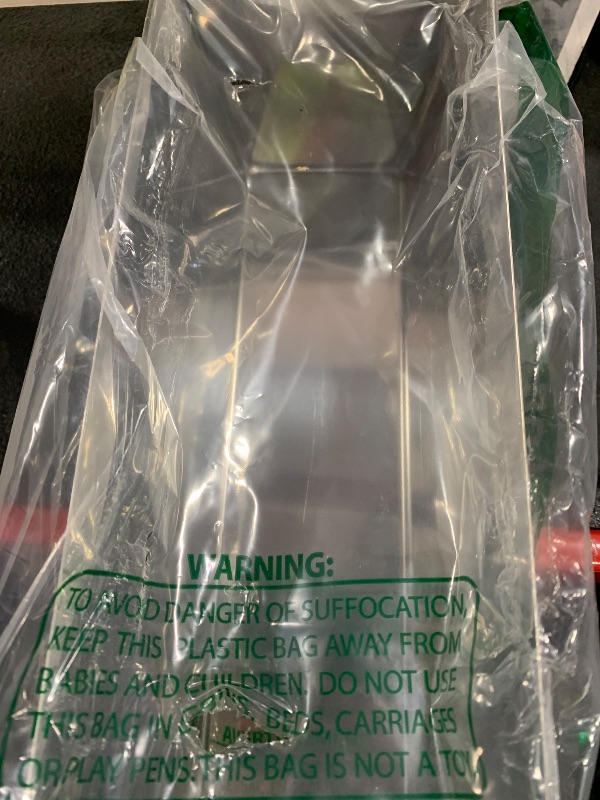 WARNING:
TO AVOID DANGER OF SUFFOCATION,
KEEP THIS PLASTIC BAG AWAY FROM
BABIES AND CHILDREN. DO NOT USE
THIS BAG IN BEDS, CARRIAGES
OR PLAY PENS. THIS BAG IS NOT A TOY